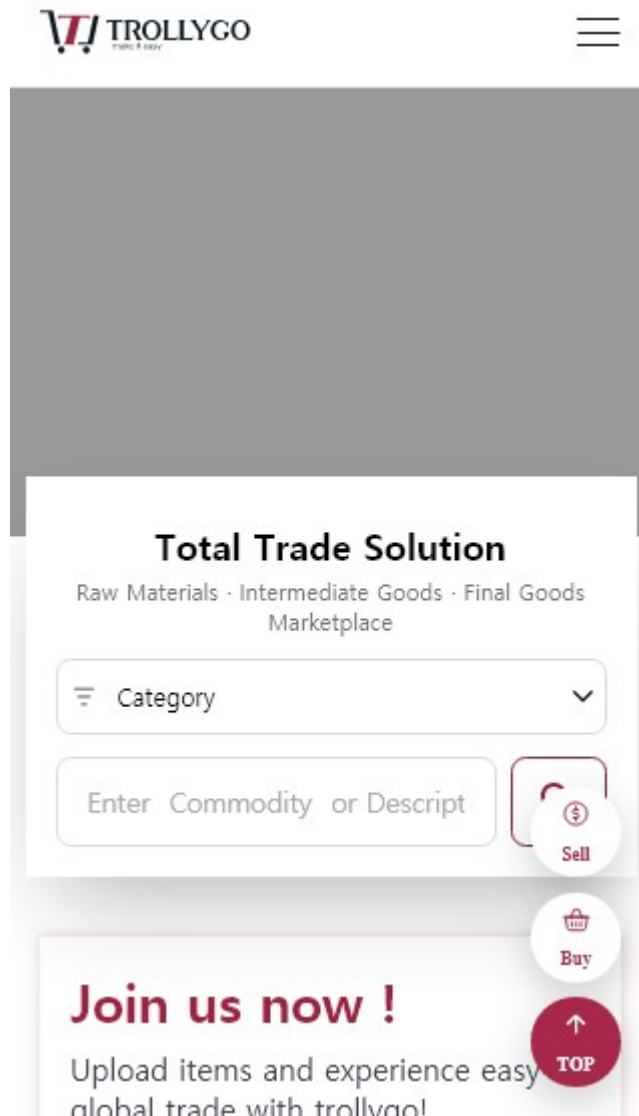 TROLLYGO
make it easy
Total Trade Solution
Raw Materials · Intermediate Goods · Final Goods
Marketplace
Category
Enter Commodity or Descript
Sell
Buy
Join us now !
Upload items and experience easy
TOP
global trade with trollygo!